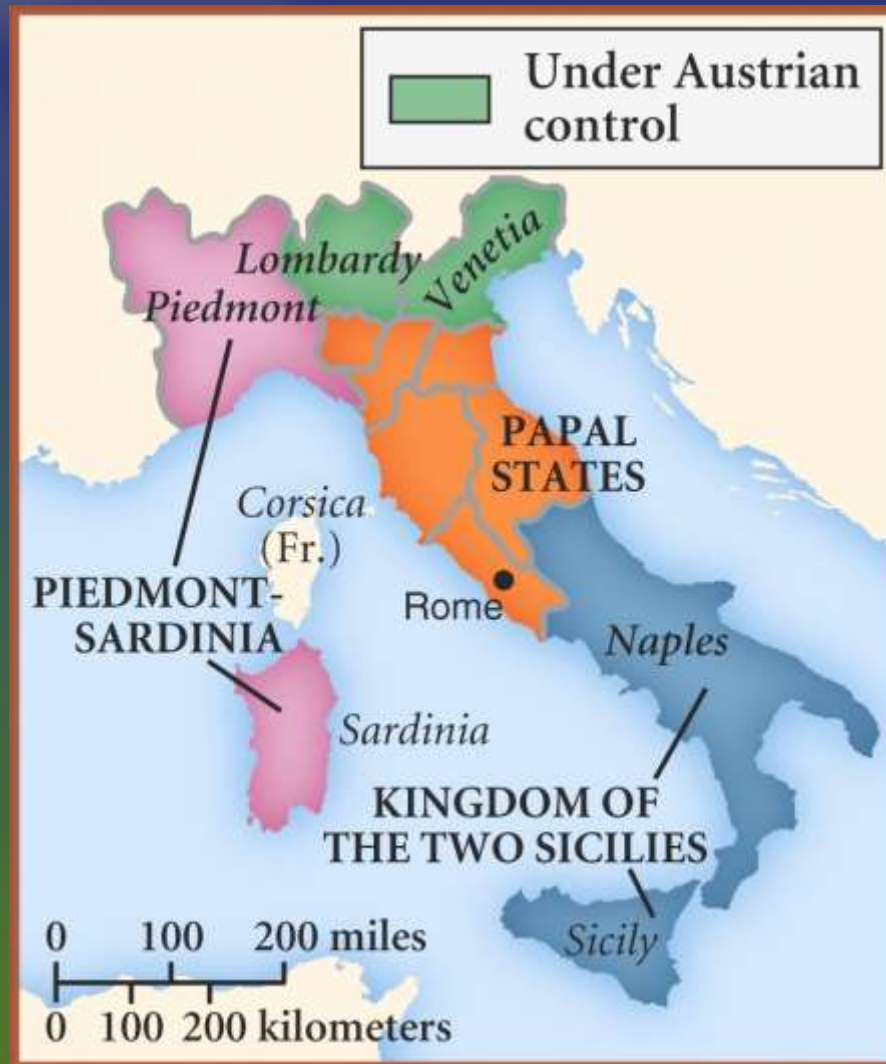 Under Austrian
control
Lombardy
Venetia
Piedmont
PAPAL
STATES
Corsica
(Fr.)
PIEDMONT-
SARDINIA
Rome
Naples
Sardinia
KINGDOM OF
THE TWO SICILIES
Sicily
0 100 200 miles
0 100 200 kilometers